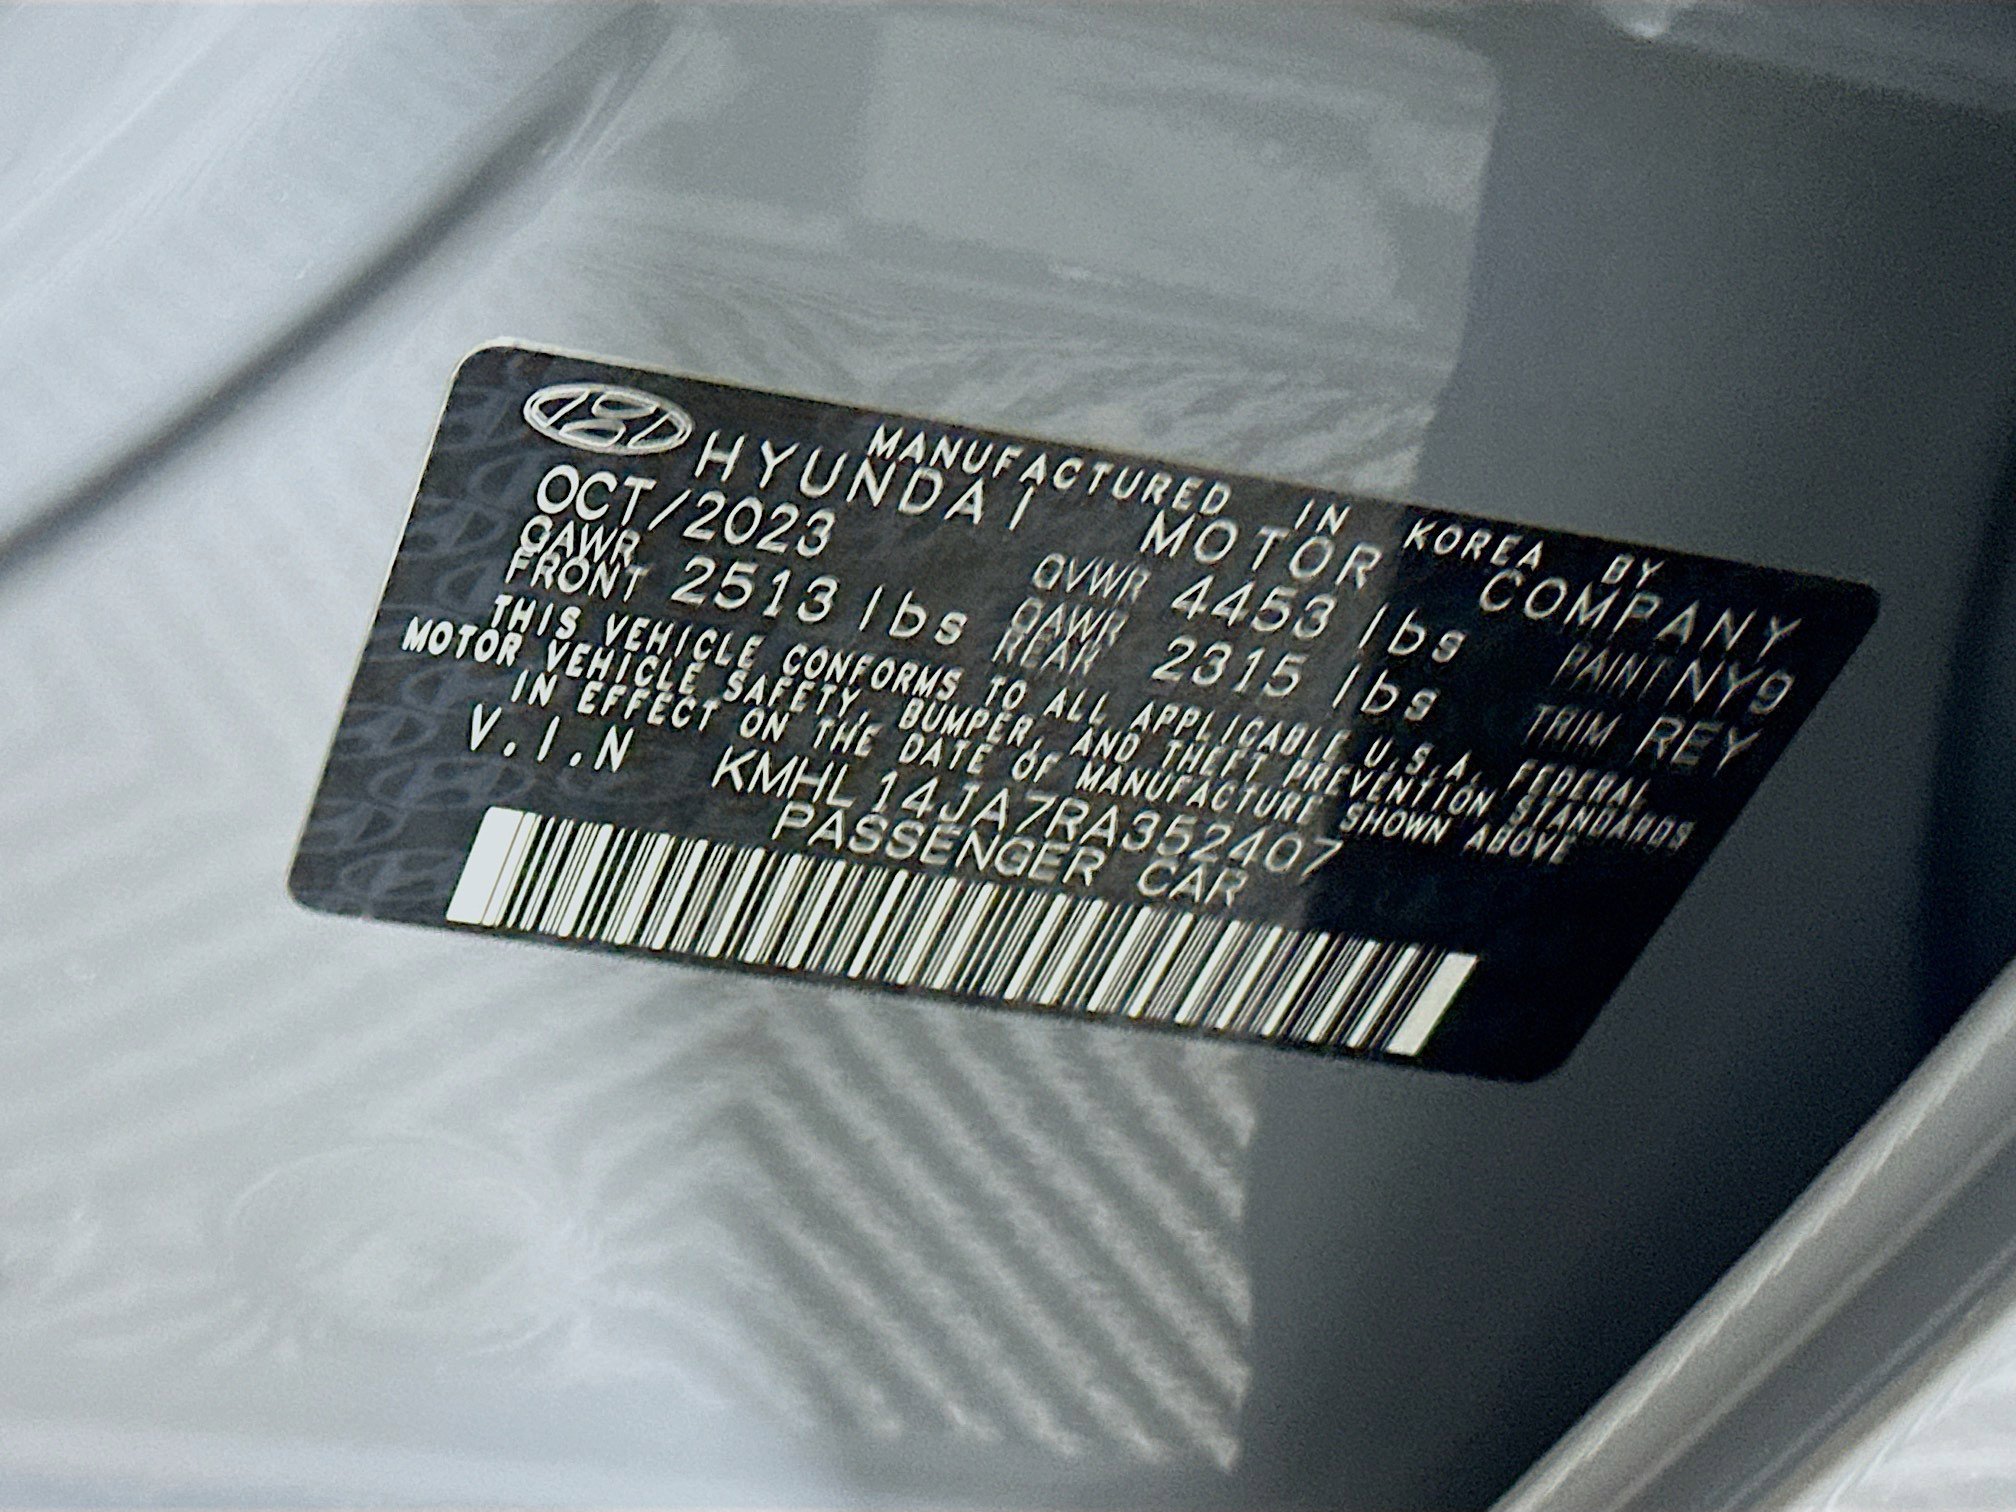 MANUFACTURED IN KOREA BY
HYUNDAI MOTOR COMPANY
OCT/2023 GVWR 4453 lbs PAINT NY9
GAWR FRONT 2513 lbs GAWR REAR 2315 lbs TRIM REY
THIS VEHICLE CONFORMS TO ALL APPLICABLE U.S.A. FEDERAL
MOTOR VEHICLE SAFETY, BUMPER, AND THEFT PREVENTION STANDARDS
IN EFFECT ON THE DATE OF MANUFACTURE SHOWN ABOVE
V.I.N KMHL14JA7RA352407
PASSENGER CAR